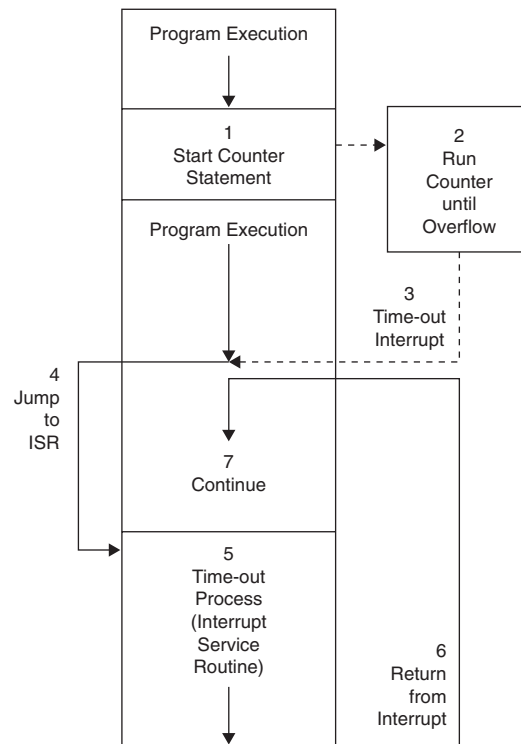 Program Execution
1
Start Counter
Statement
2
Run
Counter
until
Overflow
Program Execution
3
Time-out
Interrupt
4
Jump
to
ISR
7
Continue
5
Time-out
Process
(Interrupt
Service
Routine)
6
Return
from
Interrupt